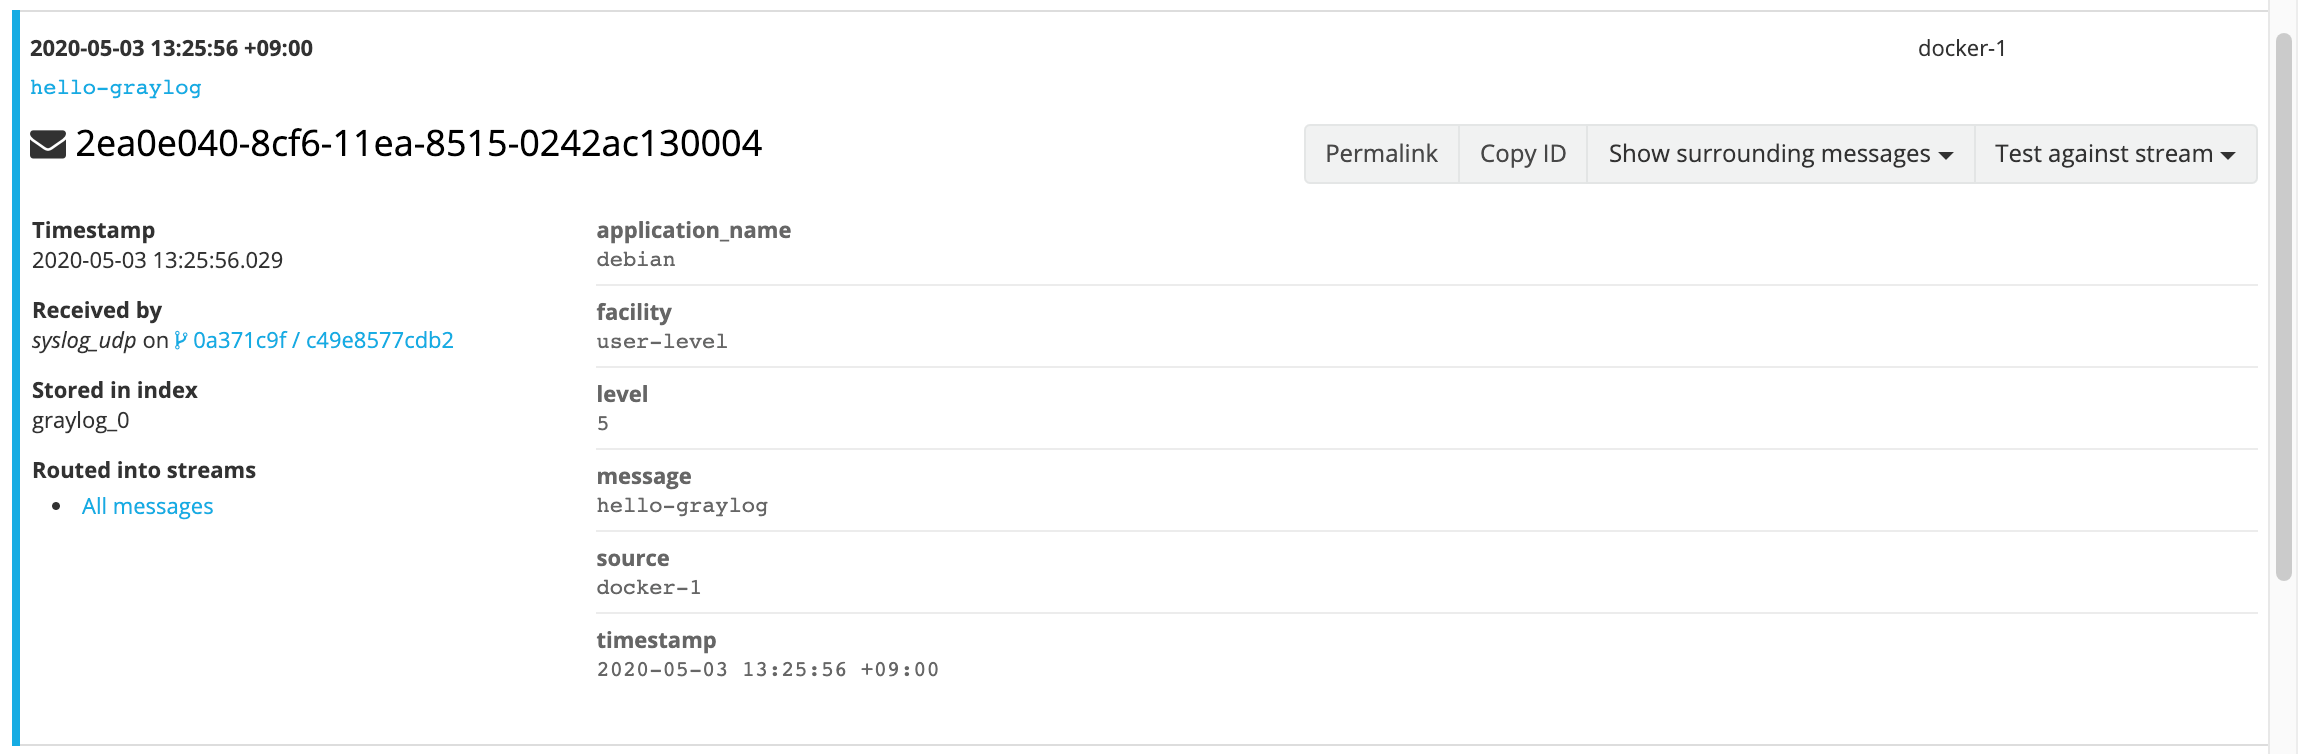 2020-05-03 13:25:56 +09:00 docker-1
hello-graylog
2ea0e040-8cf6-11ea-8515-0242ac130004
Permalink Copy ID Show surrounding messages Test against stream
Timestamp
2020-05-03 13:25:56.029
Received by
syslog_udp on 0a371c9f / c49e8577cdb2
Stored in index
graylog_0
Routed into streams
• All messages
application_name
debian
facility
user-level
level
5
message
hello-graylog
source
docker-1
timestamp
2020-05-03 13:25:56 +09:00